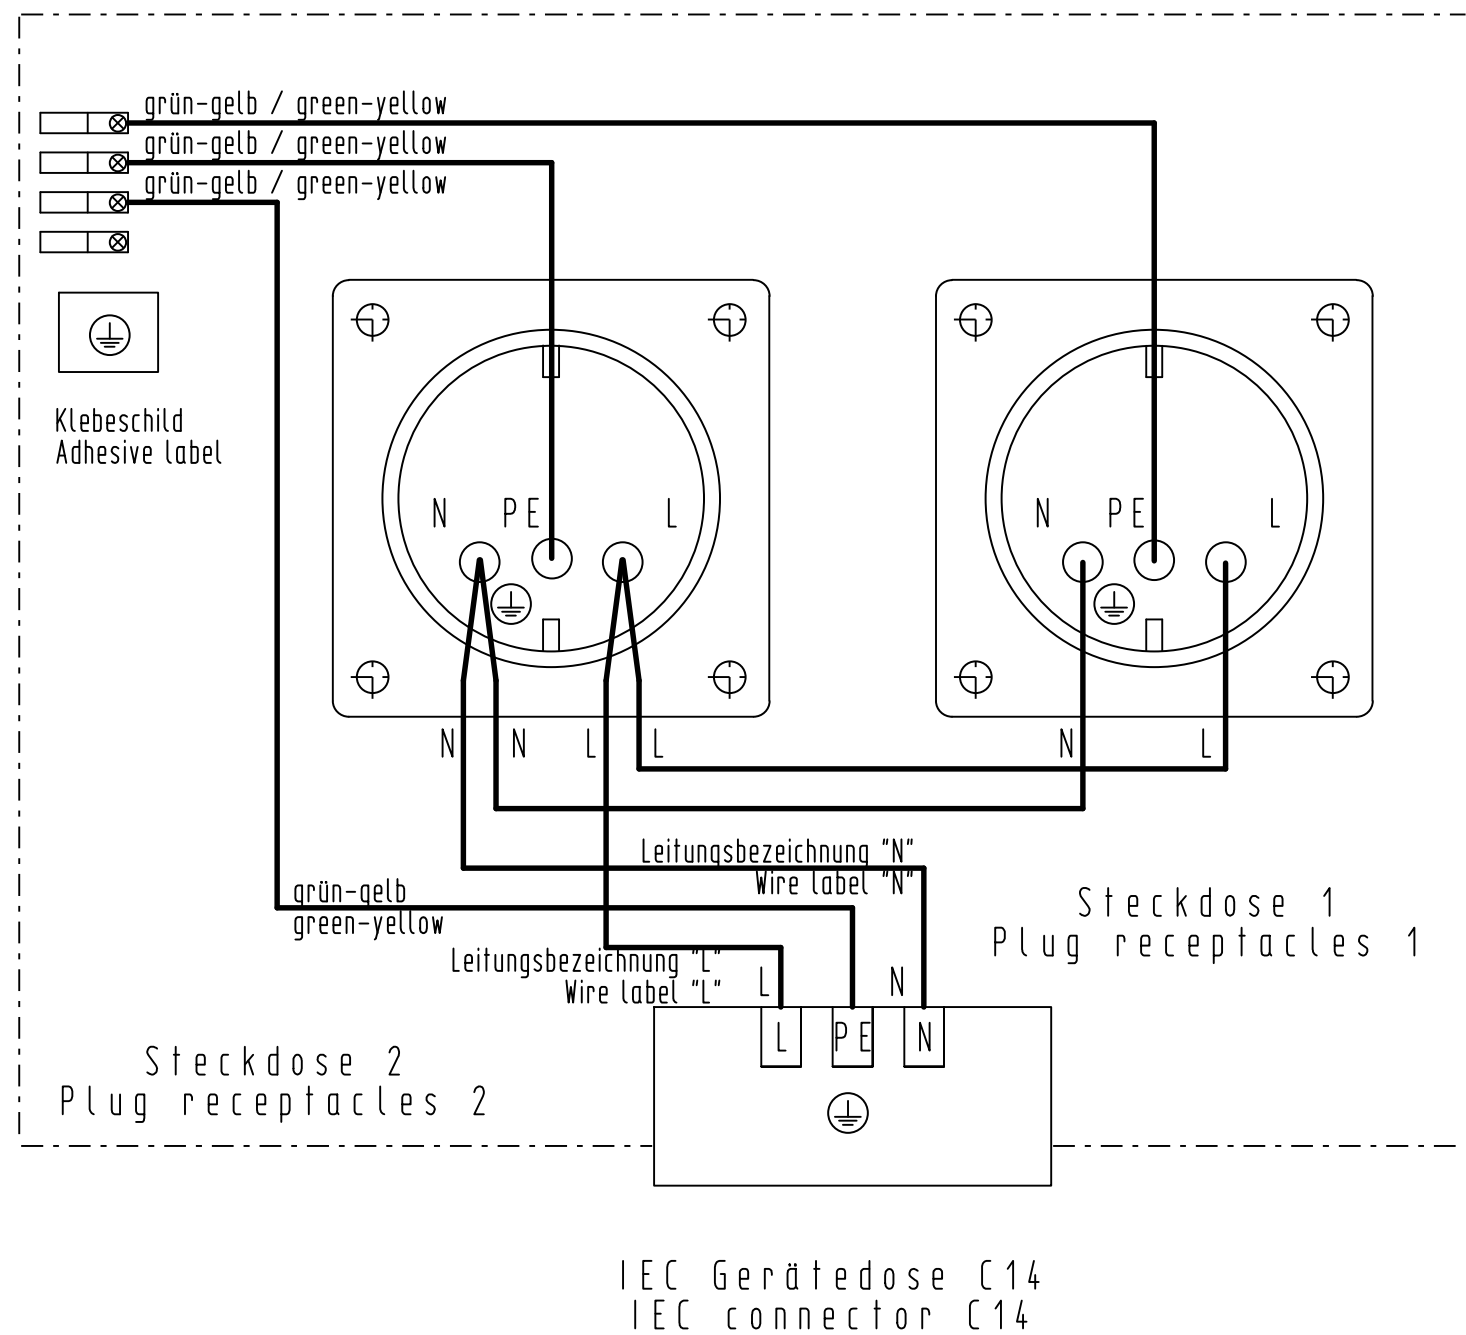 grün-gelb / green-yellow
grün-gelb / green-yellow
grün-gelb / green-yellow
Klebeschild
Adhesive label
N PE L
N PE L
N N L L
N L
Leitungsbezeichnung "N"
Wire label "N"
grün-gelb
green-yellow
Leitungsbezeichnung "L"
Wire label "L"
L N
L PE N
Steckdose 1
Plug receptacles 1
Steckdose 2
Plug receptacles 2
IEC Gerätedose C14
IEC connector C14